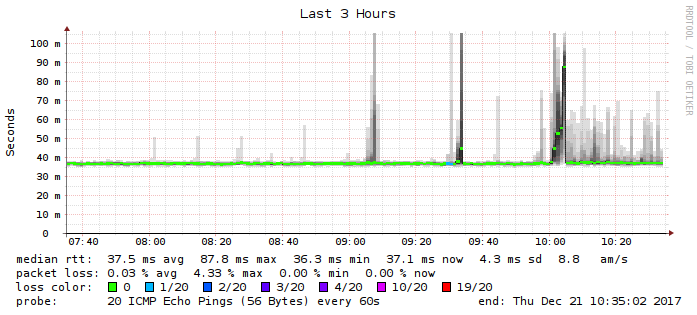 Last 3 Hours
RRDTOOL / TOBI OETIKER
Seconds
100 m
90 m
80 m
70 m
60 m
50 m
40 m
30 m
20 m
10 m
0
07:40 08:00 08:20 08:40 09:00 09:20 09:40 10:00 10:20
median rtt: 37.5 ms avg 87.8 ms max 36.3 ms min 37.1 ms now 4.3 ms sd 8.8 am/s
packet loss: 0.03 % avg 4.33 % max 0.00 % min 0.00 % now
loss color: 0 1/20 2/20 3/20 4/20 10/20 19/20
probe: 20 ICMP Echo Pings (56 Bytes) every 60s end: Thu Dec 21 10:35:02 2017